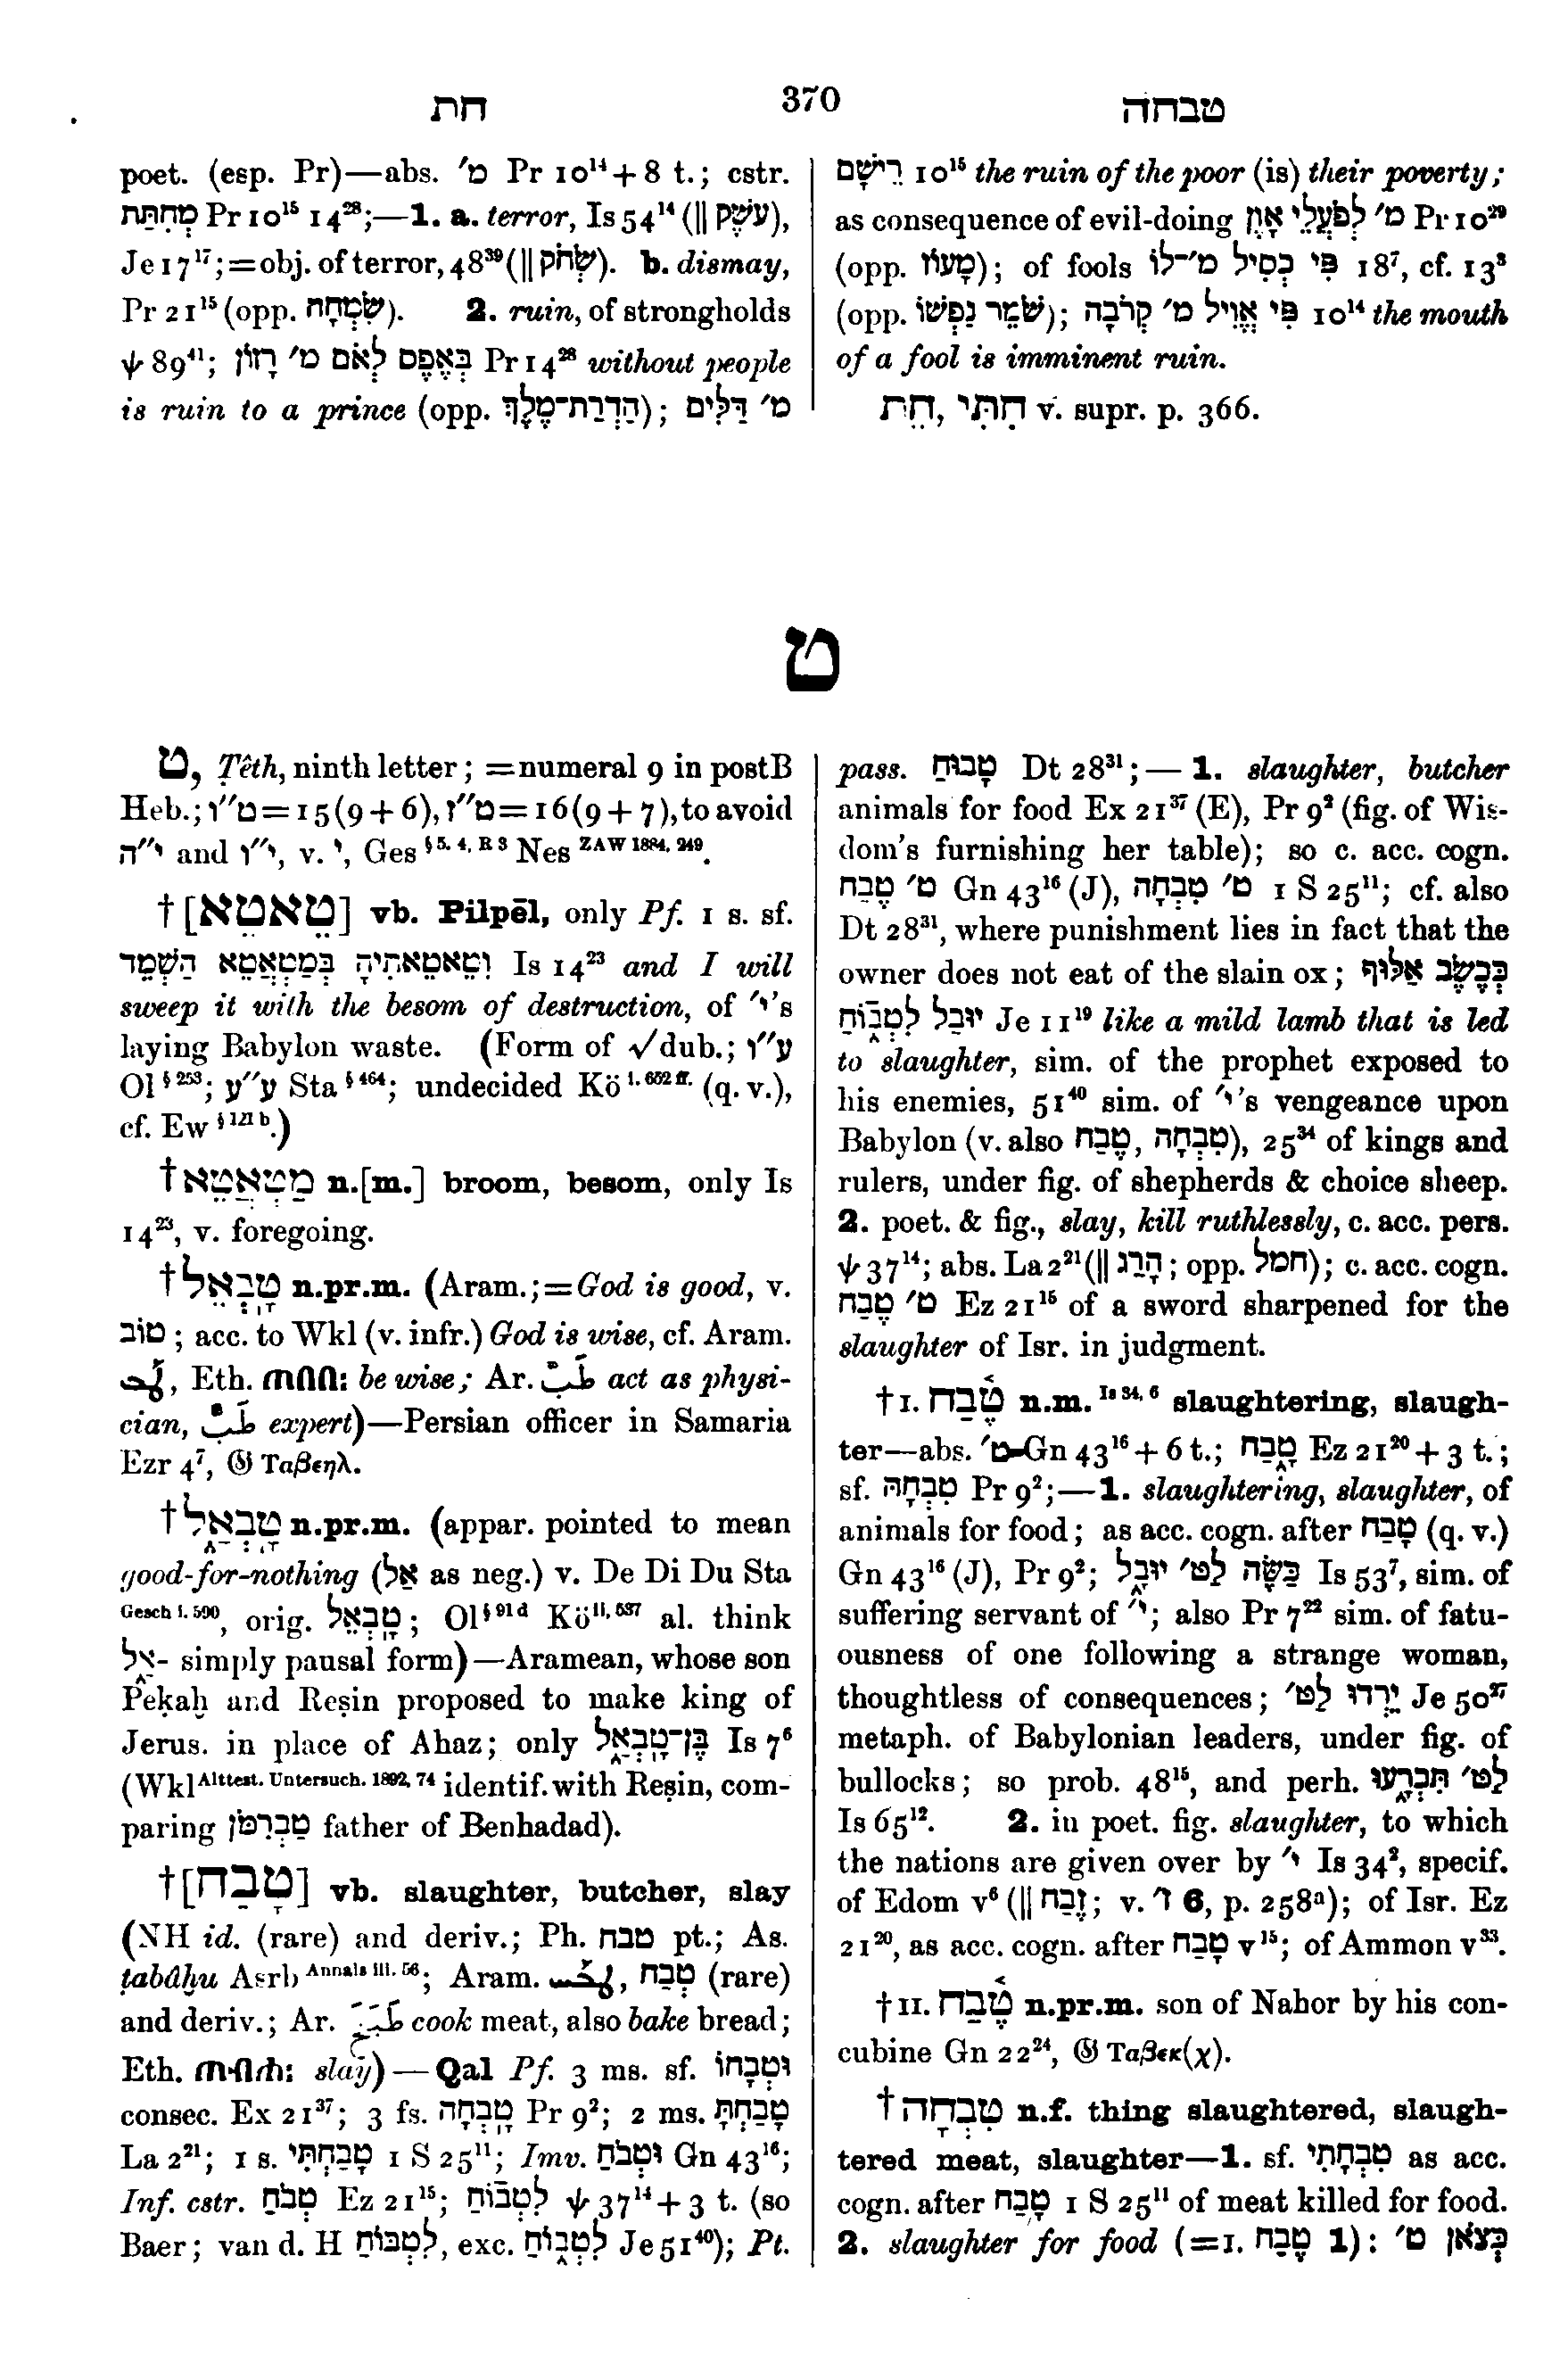 חת 370 טבחה
poet. (esp. Pr)—abs. מ׳ Pr 10¹⁴ + 8 t.; cstr.
מְחִתַּת Pr 10¹⁵ 14²⁸;—1. a. terror, Is 54¹⁴ (|| עשֶׁק),
Je 17¹⁷; = obj. of terror, 48³⁹ (|| שְׂחֹק). b. dismay,
Pr 21¹⁵ (opp. שִׂמְחָה). 2. ruin, of strongholds
ψ 89⁴¹; בְּאֶפֶס לְאֹם מ׳ רָזוֹן Pr 14²⁸ without people
is ruin to a prince (opp. הַדְרַת־מֶלֶךְ); מ׳ דַּלִּים
רֵישָׁם 10¹⁵ the ruin of the poor (is) their poverty;
as consequence of evil-doing מ׳ לְפֹעֲלֵי אָוֶן Pr 10²⁹
(opp. מָעוֹז); of fools פִּי כְסִיל מ׳־לוֹ 18⁷, cf. 13³
(opp. שֹׁמֵר נַפְשׁוֹ); פִּי אֱוִיל מ׳ קְרֹבָה 10¹⁴ the mouth
of a fool is imminent ruin.
חֵת, חִתִּי v. supr. p. 366.
ט
ט, Ṭêth, ninth letter; = numeral 9 in postB
Heb.; ט״ו = 15 (9 + 6), ט״ז = 16 (9 + 7), to avoid
י״ה and י״ו, v. י, Ges § 5. 4, R 3 Nes ZAW 1884, 249.
†[טֵאטֵא] vb. Pilpēl, only Pf. 1 s. sf.
וְטֵאטֵאתִיהָ בְּמַטְאֲטֵא הַשְׁמֵד Is 14²³ and I will
sweep it with the besom of destruction, of י׳'s
laying Babylon waste. (Form of √ dub.; ע״ו
Ol § 253; ע״ע Sta § 464; undecided Kö i. 652 ff. (q. v.),
cf. Ew § 121 b.)
†מַטְאֲטֵא n.[m.] broom, besom, only Is
14²³, v. foregoing.
†טָבְאֵל n.pr.m. (Aram.; = God is good, v.
טוֹב; acc. to Wkl (v. infr.) God is wise, cf. Aram.
Eth. ጠበበ: be wise; Ar. طَبَّ act as physi-
cian, طَبٌّ expert)—Persian officer in Samaria
Ezr 4⁷, 𝔊 Ταβεηλ.
†טָבְאַל n.pr.m. (appar. pointed to mean
good-for-nothing (אַל as neg.) v. De Di Du Sta
Gesch i. 590, orig. טָבְאֵל; Ol § 91 d Kö ii, 537 al. think
אַל- simply pausal form)—Aramean, whose son
Peḳaḥ and Reṣin proposed to make king of
Jerus. in place of Ahaz; only בֶּן־טָבְאַל Is 7⁶
(Wkl Alttest. Untersuch. 1892, 74 identif. with Reṣin, com-
paring טַבְרִמֹּן father of Benhadad).
†[טָבַח] vb. slaughter, butcher, slay
(NH id. (rare) and deriv.; Ph. טבח pt.; As.
ṭabâḫu Asrb Annals iii. 56; Aram. טְבַח (rare)
and deriv.; Ar. طبخ cook meat, also bake bread;
Eth. ጠብሐ: slay)—Qal Pf. 3 ms. sf. וּטְבָחוֹ
consec. Ex 21³⁷; 3 fs. טָבְחָה Pr 9²; 2 ms. טָבַחְתָּ
La 2²¹; 1 s. טָבַחְתִּי 1 S 25¹¹; Imv. וּטְבֹחַ Gn 43¹⁶;
Inf. cstr. טְבֹחַ Ez 21¹⁵; לִטְבּוֹחַ ψ 37¹⁴ + 3 t. (so
Baer; van d. H לִטְבּוֹחַ, exc. לִטְבוֹחַ Je 51⁴⁰); Pt.
pass. טָבוּחַ Dt 28³¹;—1. slaughter, butcher
animals for food Ex 21³⁷ (E), Pr 9² (fig. of Wis-
dom's furnishing her table); so c. acc. cogn.
ט׳ טֶבַח Gn 43¹⁶ (J), ט׳ טִבְחָה 1 S 25¹¹; cf. also
Dt 28³¹, where punishment lies in fact that the
owner does not eat of the slain ox; כְּכֶבֶשׂ אַלּוּף
יוּבַל לִטְבּוֹחַ Je 11¹⁹ like a mild lamb that is led
to slaughter, sim. of the prophet exposed to
his enemies, 51⁴⁰ sim. of י׳'s vengeance upon
Babylon (v. also טֶבַח, טִבְחָה), 25³⁴ of kings and
rulers, under fig. of shepherds & choice sheep.
2. poet. & fig., slay, kill ruthlessly, c. acc. pers.
ψ 37¹⁴; abs. La 2²¹ (|| הָרַג; opp. חמל); c. acc. cogn.
ט׳ טֶבַח Ez 21¹⁵ of a sword sharpened for the
slaughter of Isr. in judgment.
†I. טֶבַח n.m. Is 34, 6 slaughtering, slaugh-
ter—abs. ט׳ Gn 43¹⁶ + 6 t.; טָבַח Ez 21²⁰ + 3 t.;
sf. טִבְחָהּ Pr 9²;—1. slaughtering, slaughter, of
animals for food; as acc. cogn. after טָבַח (q. v.)
Gn 43¹⁶ (J), Pr 9²; כַּשֶּׂה לַט׳ יוּבָל Is 53⁷, sim. of
suffering servant of י׳; also Pr 7²² sim. of fatu-
ousness of one following a strange woman,
thoughtless of consequences; יֵרְדוּ לַט׳ Je 50²⁷
metaph. of Babylonian leaders, under fig. of
bullocks; so prob. 48¹⁵, and perh. לַט׳ תִּכְרָעוּ
Is 65¹². 2. in poet. fig. slaughter, to which
the nations are given over by י׳ Is 34², specif.
of Edom v⁶ (|| זֶבַח; v. ו 6, p. 258ᵃ); of Isr. Ez
21²⁰, as acc. cogn. after טָבַח v¹⁵; of Ammon v³³.
†II. טֶבַח n.pr.m. son of Nahor by his con-
cubine Gn 22²⁴, 𝔊 Ταβεκ(χ).
†טִבְחָה n.f. thing slaughtered, slaugh-
tered meat, slaughter—1. sf. טִבְחָתִי as acc.
cogn. after טָבַח 1 S 25¹¹ of meat killed for food.
2. slaughter for food (= I. טֶבַח 1): כְּצֹאן ט׳